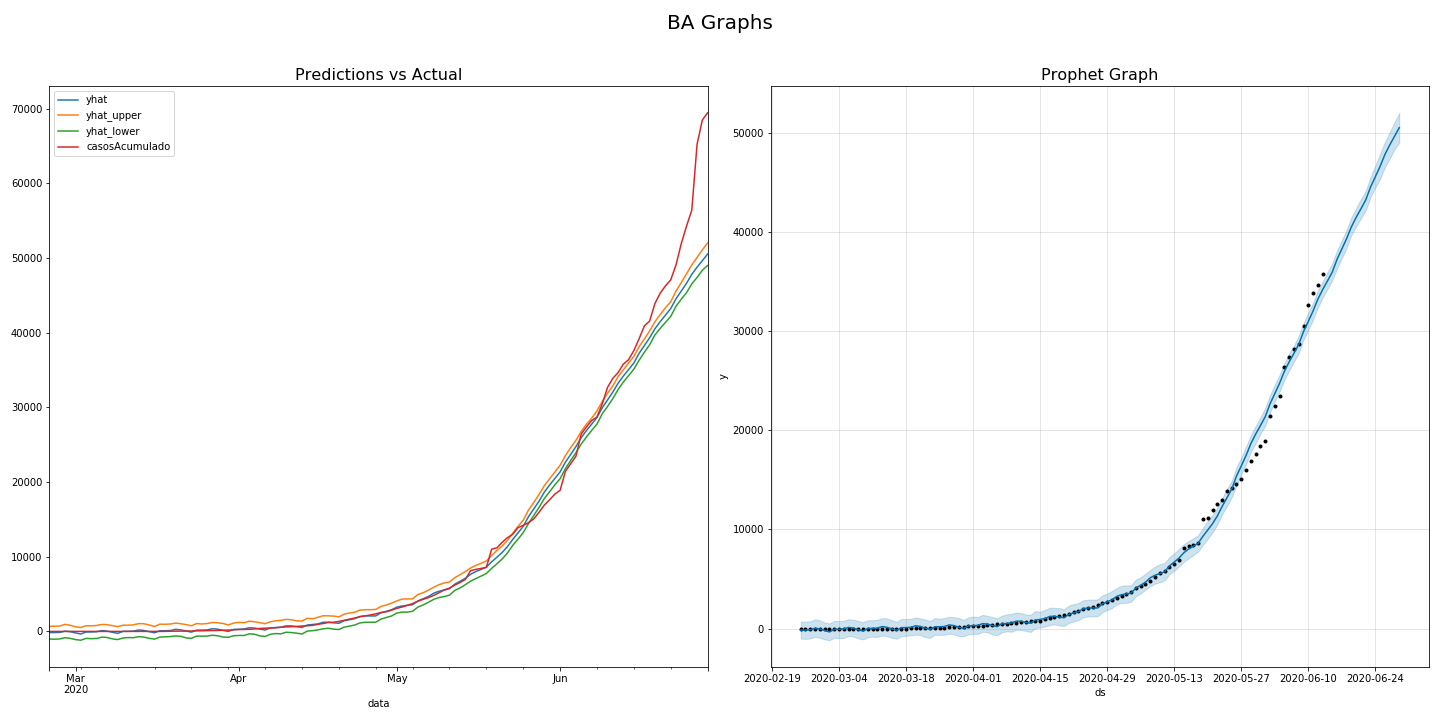 BA Graphs
Predictions vs Actual
yhat
yhat_upper
yhat_lower
casosAcumulado
70000
60000
50000
40000
30000
20000
10000
0
Mar
2020
Apr
May
Jun
data
Prophet Graph
50000
40000
30000
20000
10000
0
y
2020-02-19
2020-03-04
2020-03-18
2020-04-01
2020-04-15
2020-04-29
2020-05-13
2020-05-27
2020-06-10
2020-06-24
ds